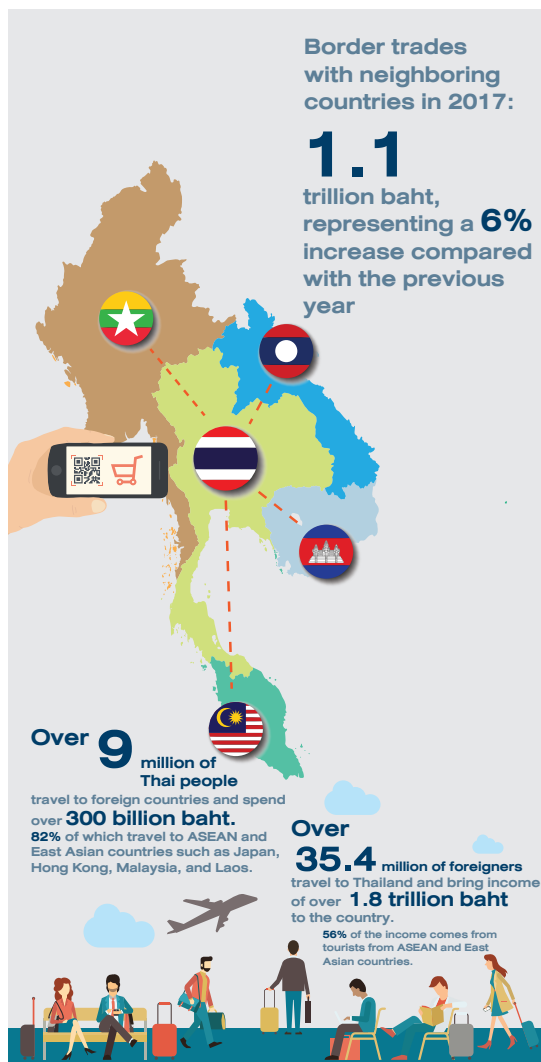 Border trades
with neighboring
countries in 2017:
1.1
trillion baht,
representing a 6%
increase compared
with the previous
year
Over 9 million of
Thai people
travel to foreign countries and spend
over 300 billion baht.
82% of which travel to ASEAN and
East Asian countries such as Japan,
Hong Kong, Malaysia, and Laos.
Over
35.4 million of foreigners
travel to Thailand and bring income
of over 1.8 trillion baht
to the country.
56% of the income comes from
tourists from ASEAN and East
Asian countries.